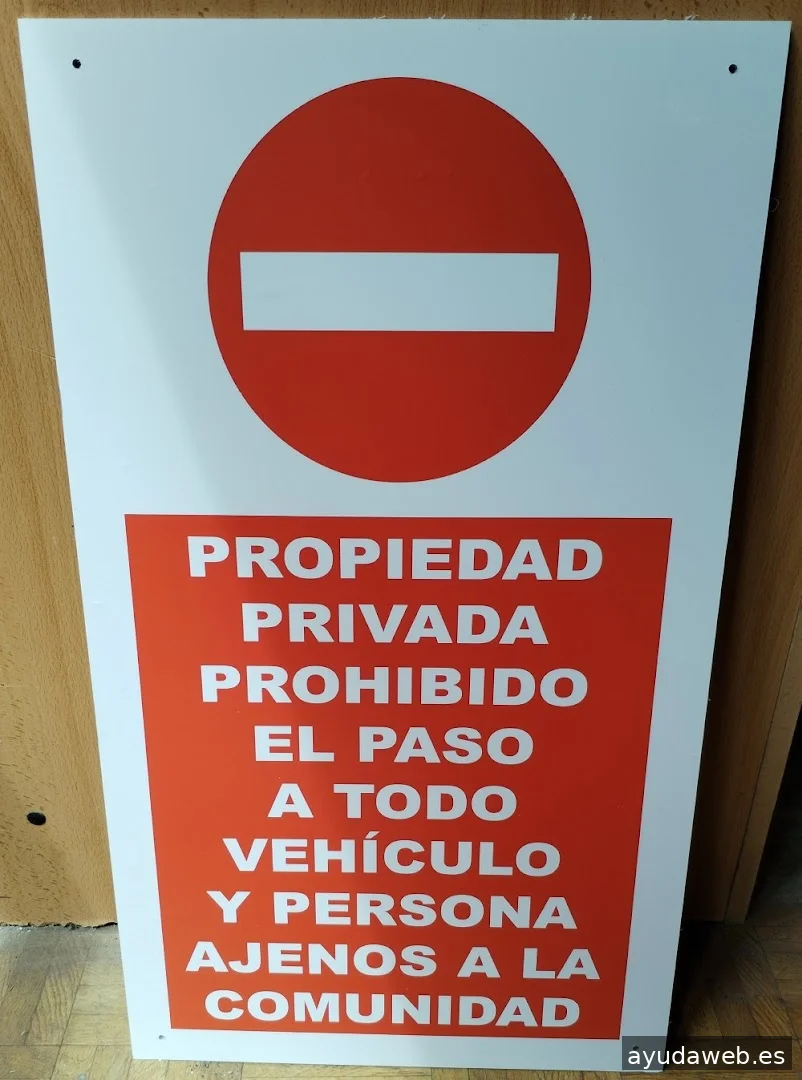 PROPIEDAD
PRIVADA
PROHIBIDO
EL PASO
A TODO
VEHÍCULO
Y PERSONA
AJENOS A LA
COMUNIDAD
ayudaweb.es